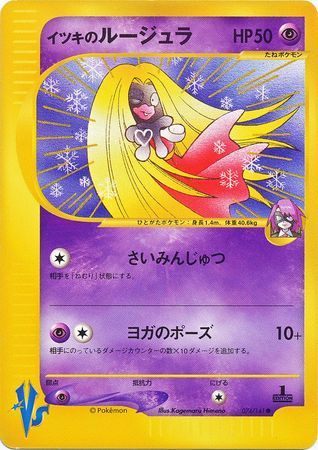 イツキのルージュラ HP50
たねポケモン
ひとがたポケモン：身長1.4m、体重40.6kg
さいみんじゅつ
相手を「ねむり」状態にする。
ヨガのポーズ 10+
相手にのっているダメージカウンターの数×10ダメージを追加する。
弱点 抵抗力 にげる
VS
©Pokémon Illus.Kagemaru Himeno 1 EDITION
076/141●